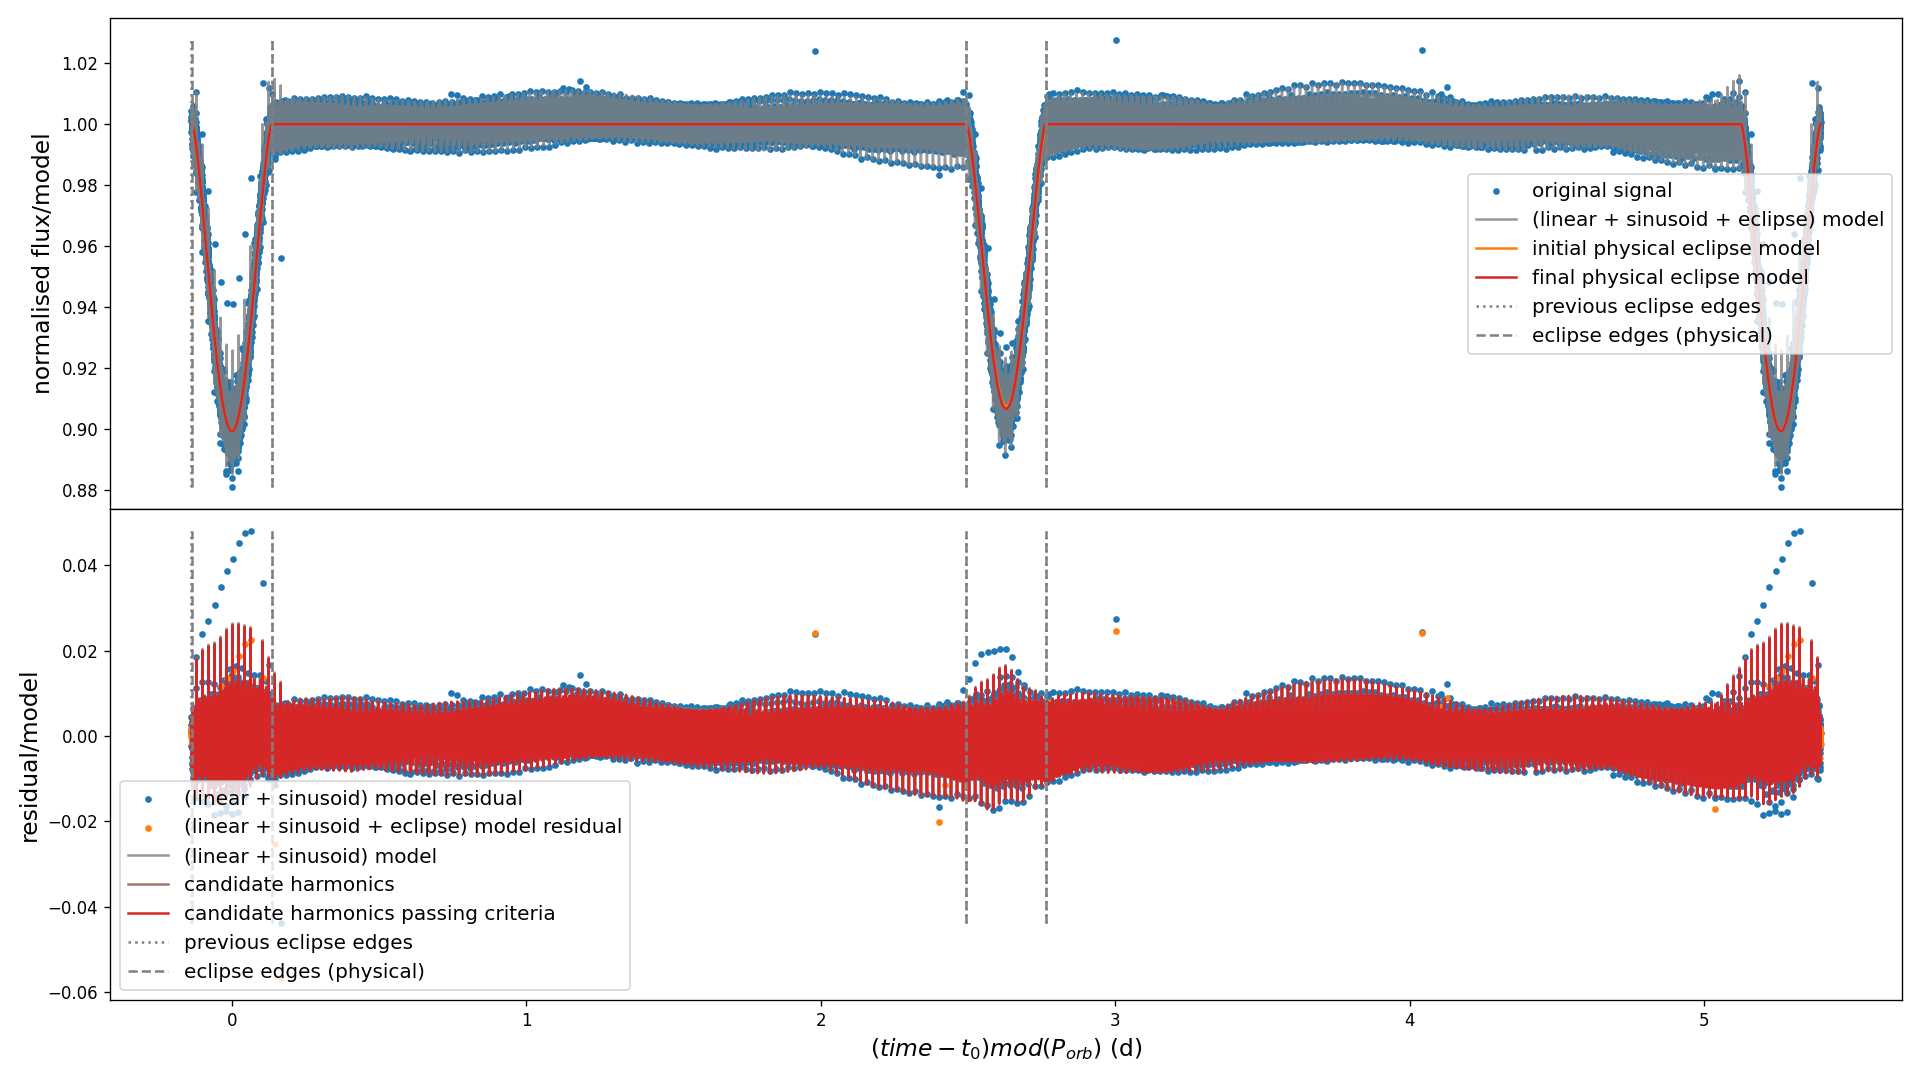 normalised flux/model
1.02
1.00
0.98
0.96
0.94
0.92
0.90
0.88
original signal
(linear + sinusoid + eclipse) model
initial physical eclipse model
final physical eclipse model
previous eclipse edges
eclipse edges (physical)
residual/model
0.04
0.02
0.00
−0.02
−0.04
−0.06
(linear + sinusoid) model residual
(linear + sinusoid + eclipse) model residual
(linear + sinusoid) model
candidate harmonics
candidate harmonics passing criteria
previous eclipse edges
eclipse edges (physical)
0 1 2 3 4 5
(time − t₀)mod(P_{orb}) (d)